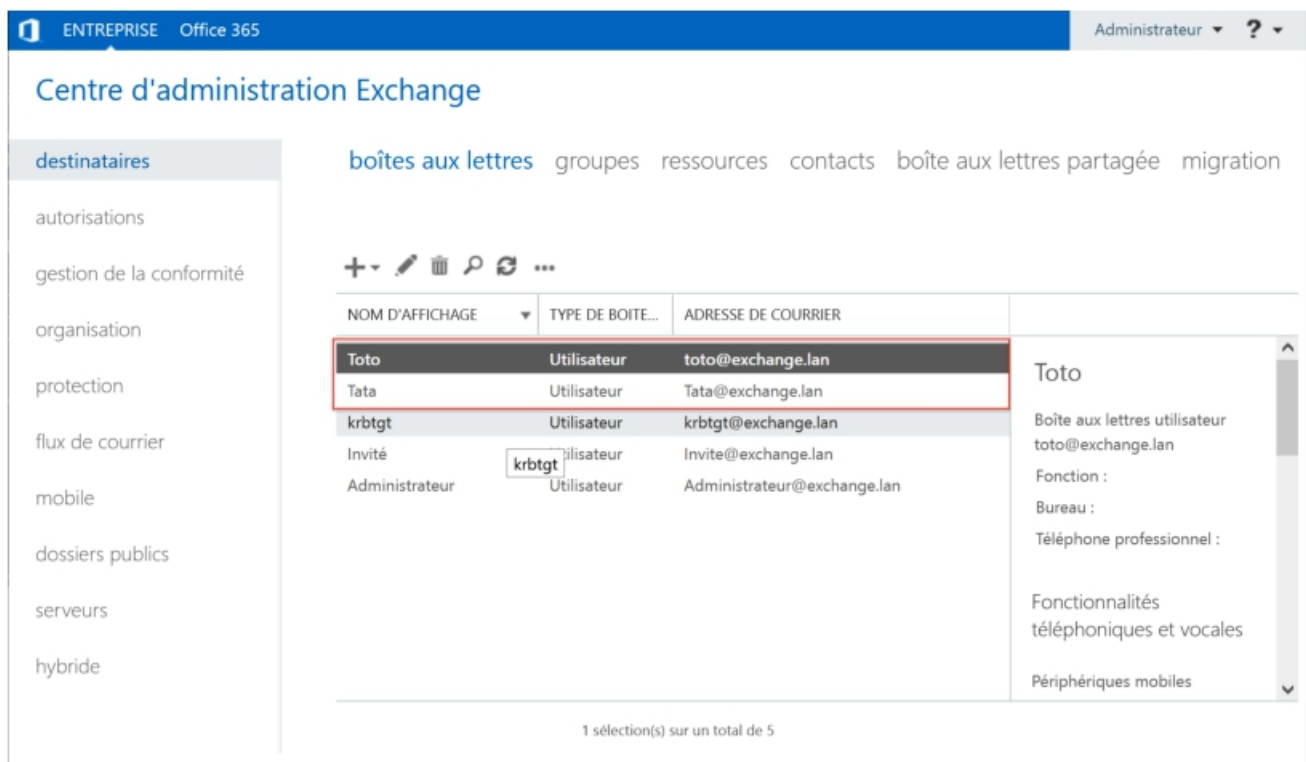 ENTREPRISE Office 365
Administrateur ?
Centre d'administration Exchange
destinataires
autorisations
gestion de la conformité
organisation
protection
flux de courrier
mobile
dossiers publics
serveurs
hybride
boîtes aux lettres groupes ressources contacts boîte aux lettres partagée migration
NOM D'AFFICHAGE TYPE DE BOITE... ADRESSE DE COURRIER
Toto Utilisateur toto@exchange.lan
Tata Utilisateur Tata@exchange.lan
krbtgt Utilisateur krbtgt@exchange.lan
Invité ilisateur Invite@exchange.lan
krbtgt
Administrateur Utilisateur Administrateur@exchange.lan
Toto
Boîte aux lettres utilisateur
toto@exchange.lan
Fonction :
Bureau :
Téléphone professionnel :
Fonctionnalités
téléphoniques et vocales
Périphériques mobiles
1 sélection(s) sur un total de 5